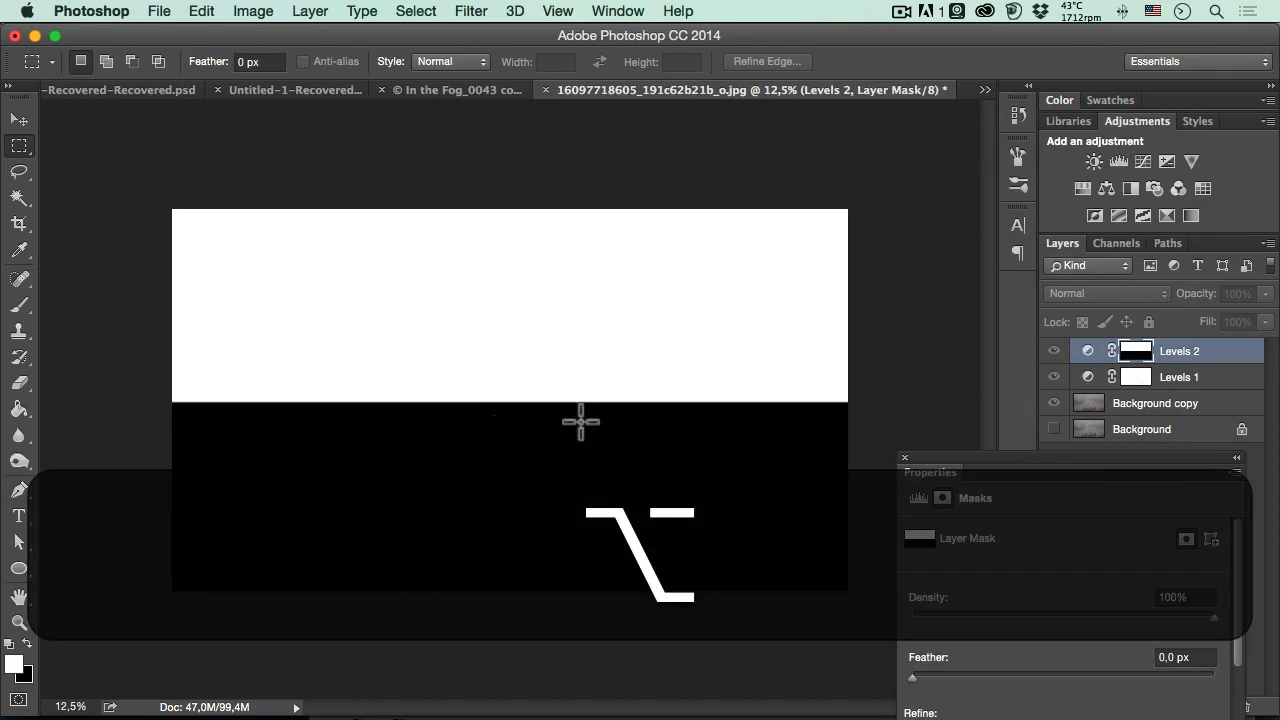 Photoshop File Edit Image Layer Type Select Filter 3D View Window Help 1 43°C 1712rpm
Adobe Photoshop CC 2014
Feather: 0 px Anti-alias Style: Normal Width: Height: Refine Edge... Essentials
-Recovered-Recovered.psd Untitled-1-Recovered... © In the Fog_0043 co... 16097718605_191c62b21b_o.jpg @ 12,5% (Levels 2, Layer Mask/8) *
Color Swatches
Libraries Adjustments Styles
Add an adjustment
Layers Channels Paths
Kind
Normal Opacity: 100%
Lock: Fill: 100%
Levels 2
Levels 1
Background copy
Background
Properties
Masks
Layer Mask
Density: 100%
Feather: 0,0 px
Refine:
12,5% Doc: 47,0M/99,4M
⌥